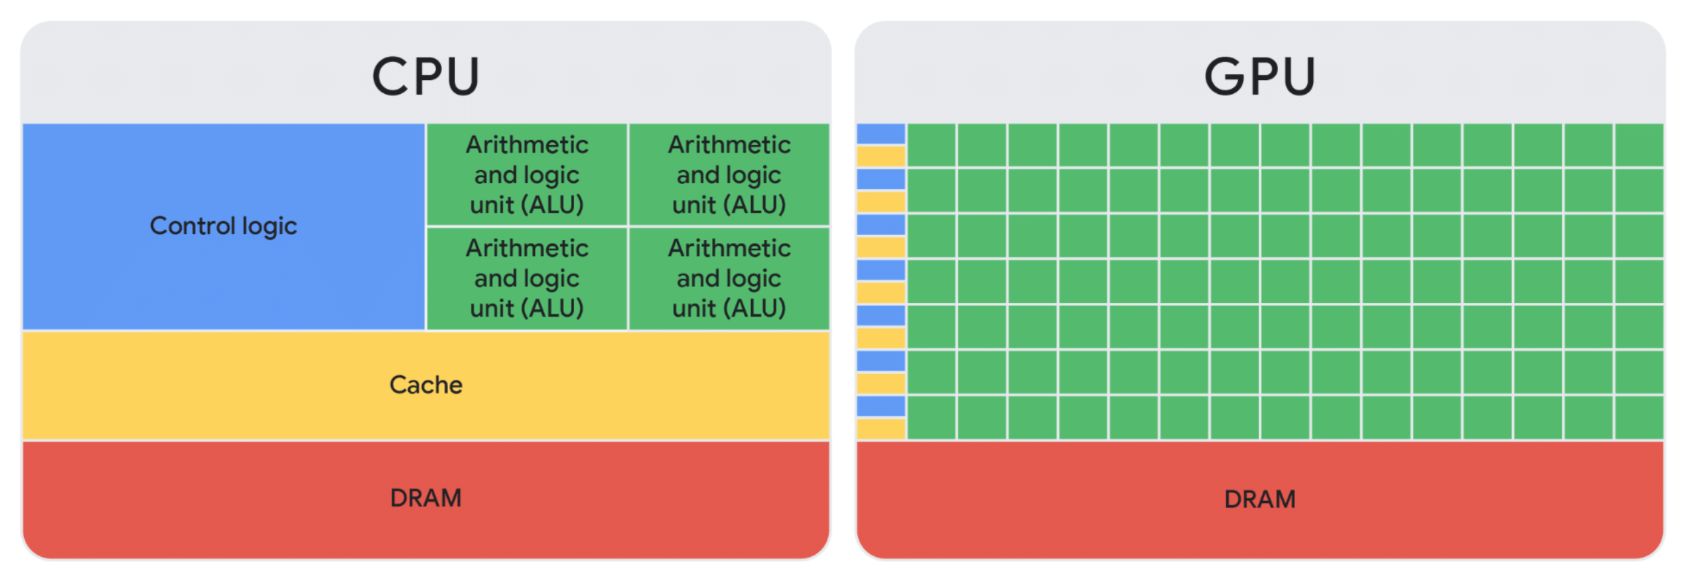 CPU
GPU
Control logic
Arithmetic
and logic
unit (ALU)
Arithmetic
and logic
unit (ALU)
Arithmetic
and logic
unit (ALU)
Arithmetic
and logic
unit (ALU)
Cache
DRAM
DRAM